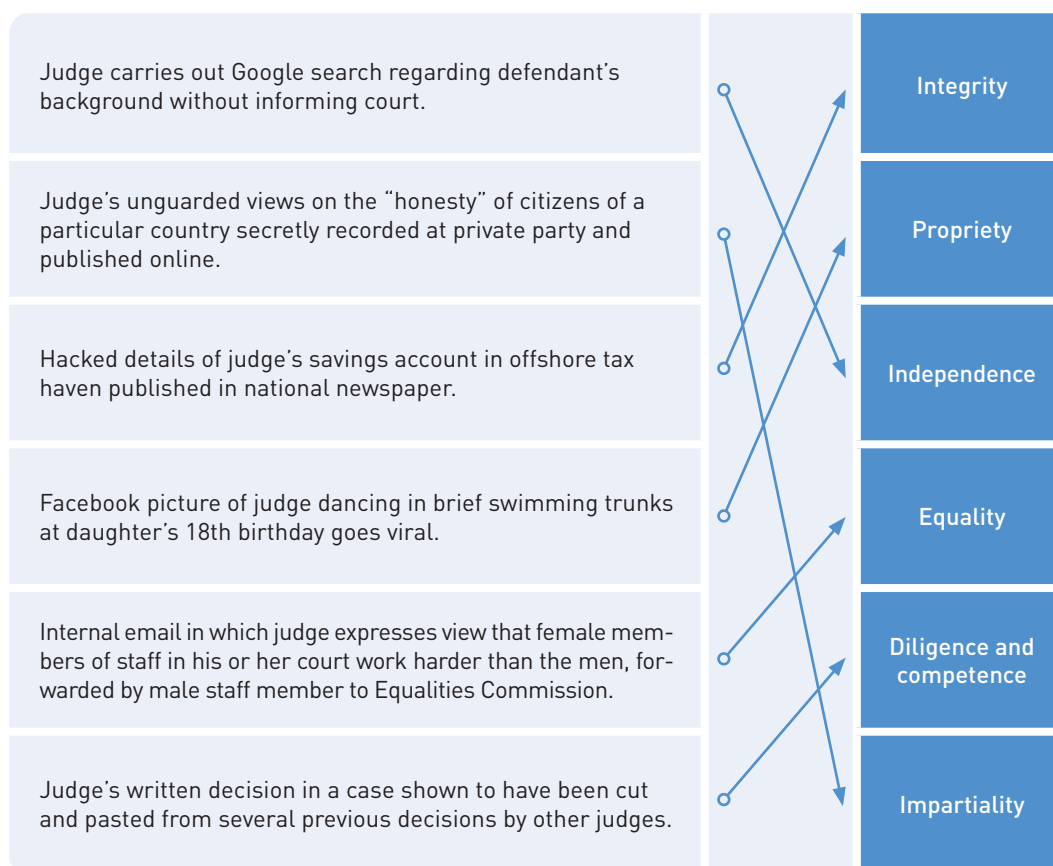 Judge carries out Google search regarding defendant’s
background without informing court.
Integrity
Judge’s unguarded views on the “honesty” of citizens of a
particular country secretly recorded at private party and
published online.
Propriety
Hacked details of judge’s savings account in offshore tax
haven published in national newspaper.
Independence
Facebook picture of judge dancing in brief swimming trunks
at daughter’s 18th birthday goes viral.
Equality
Internal email in which judge expresses view that female mem-
bers of staff in his or her court work harder than the men, for-
warded by male staff member to Equalities Commission.
Diligence and
competence
Judge’s written decision in a case shown to have been cut
and pasted from several previous decisions by other judges.
Impartiality